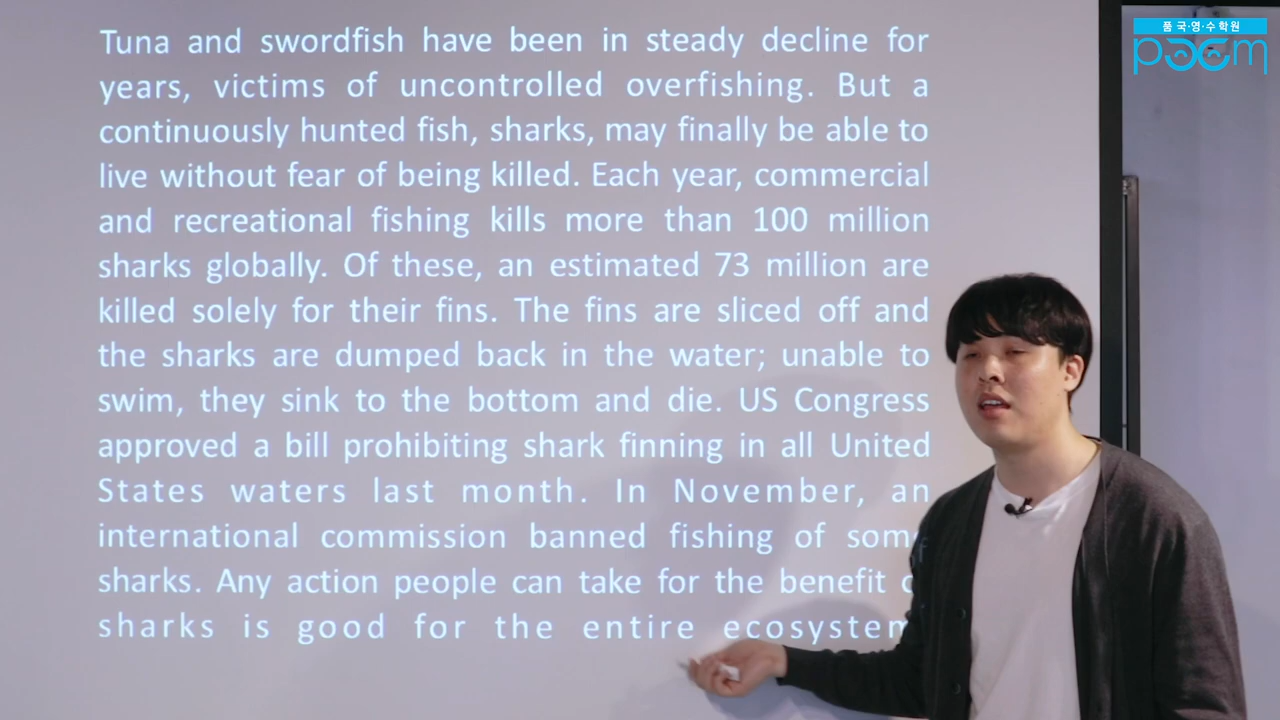 Tuna and swordfish have been in steady decline for
years, victims of uncontrolled overfishing. But a
continuously hunted fish, sharks, may finally be able to
live without fear of being killed. Each year, commercial
and recreational fishing kills more than 100 million
sharks globally. Of these, an estimated 73 million are
killed solely for their fins. The fins are sliced off and
the sharks are dumped back in the water; unable to
swim, they sink to the bottom and die. US Congress
approved a bill prohibiting shark finning in all United
States waters last month. In November, an
international commission banned fishing of some
sharks. Any action people can take for the benefit
sharks is good for the entire ecosystem
품 국·영·수 학원